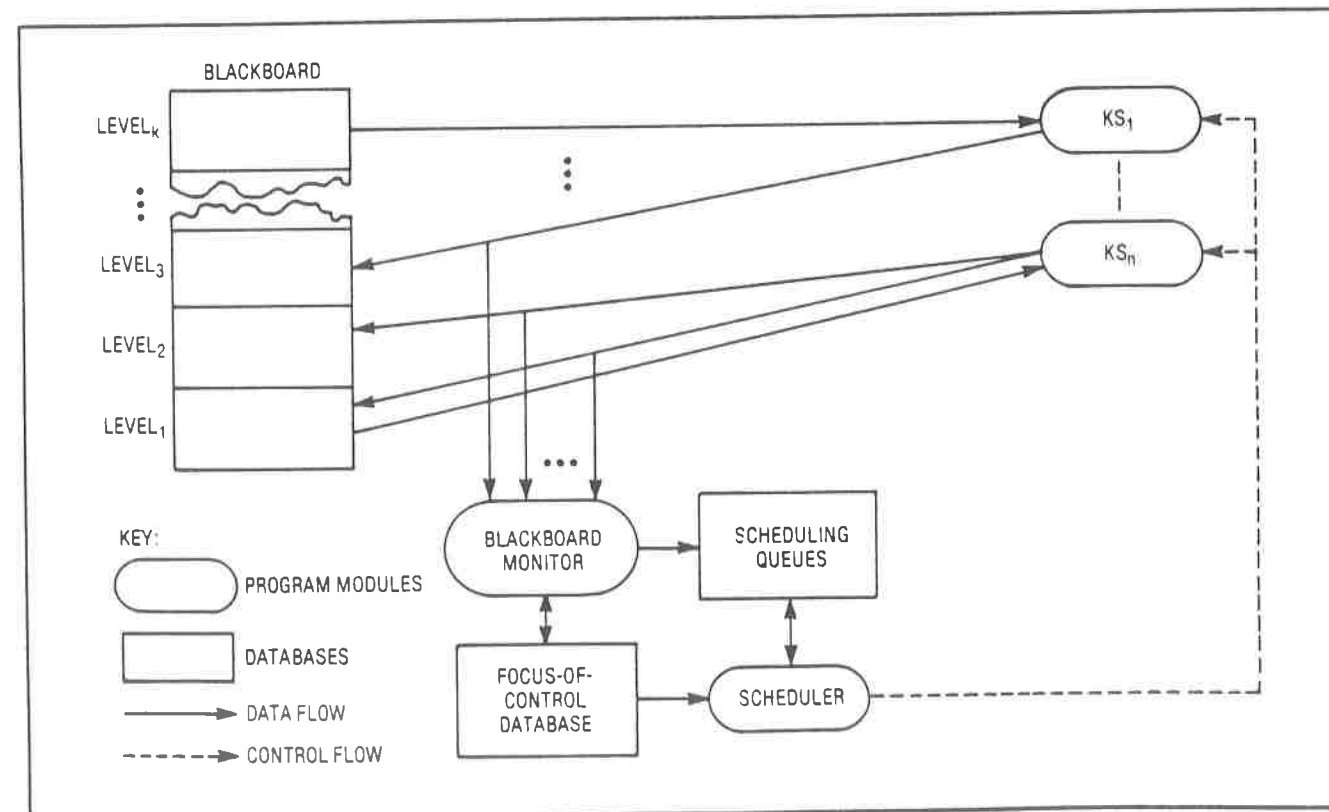 BLACKBOARD
LEVELk
KS1
LEVEL3
KSn
LEVEL2
LEVEL1
BLACKBOARD
MONITOR
SCHEDULING
QUEUES
KEY:
PROGRAM MODULES
DATABASES
FOCUS-OF-
CONTROL
DATABASE
SCHEDULER
DATA FLOW
CONTROL FLOW